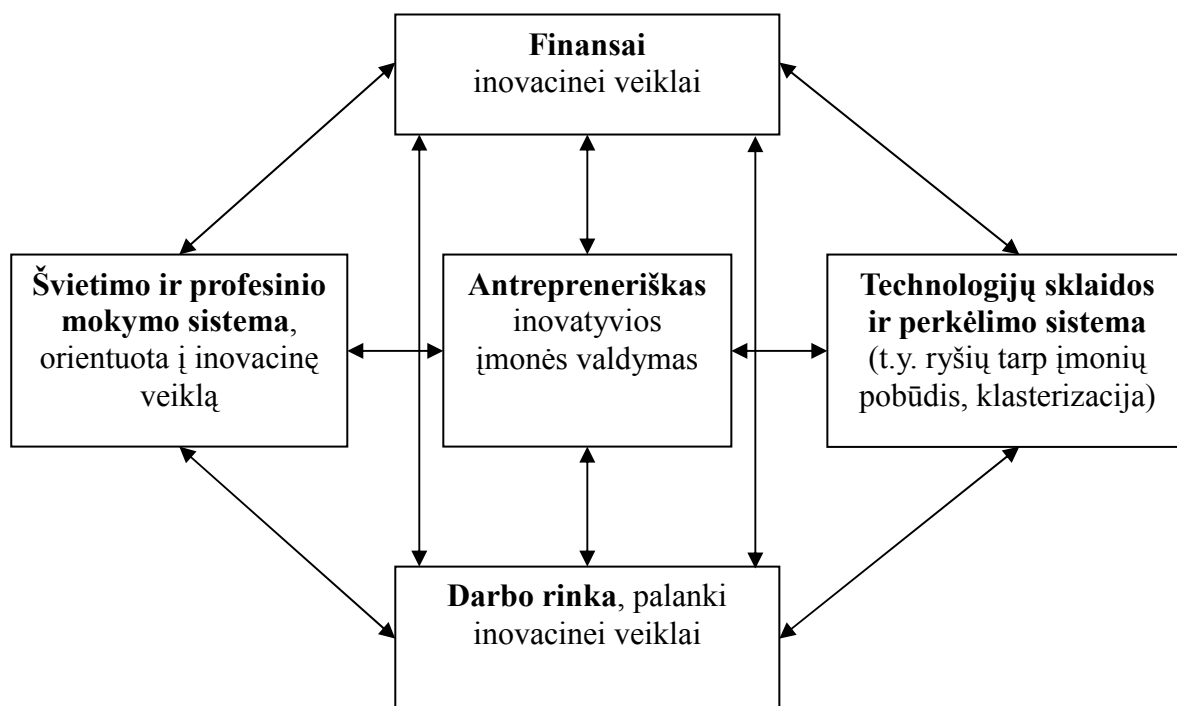 Finansai
inovacinei veiklai
Švietimo ir profesinio
mokymo sistema,
orientuota į inovacinę
veiklą
Antrepreneriškas
inovatyvios
įmonės valdymas
Technologijų sklaidos
ir perkėlimo sistema
(t.y. ryšių tarp įmonių
pobūdis, klasterizacija)
Darbo rinka, palanki
inovacinei veiklai